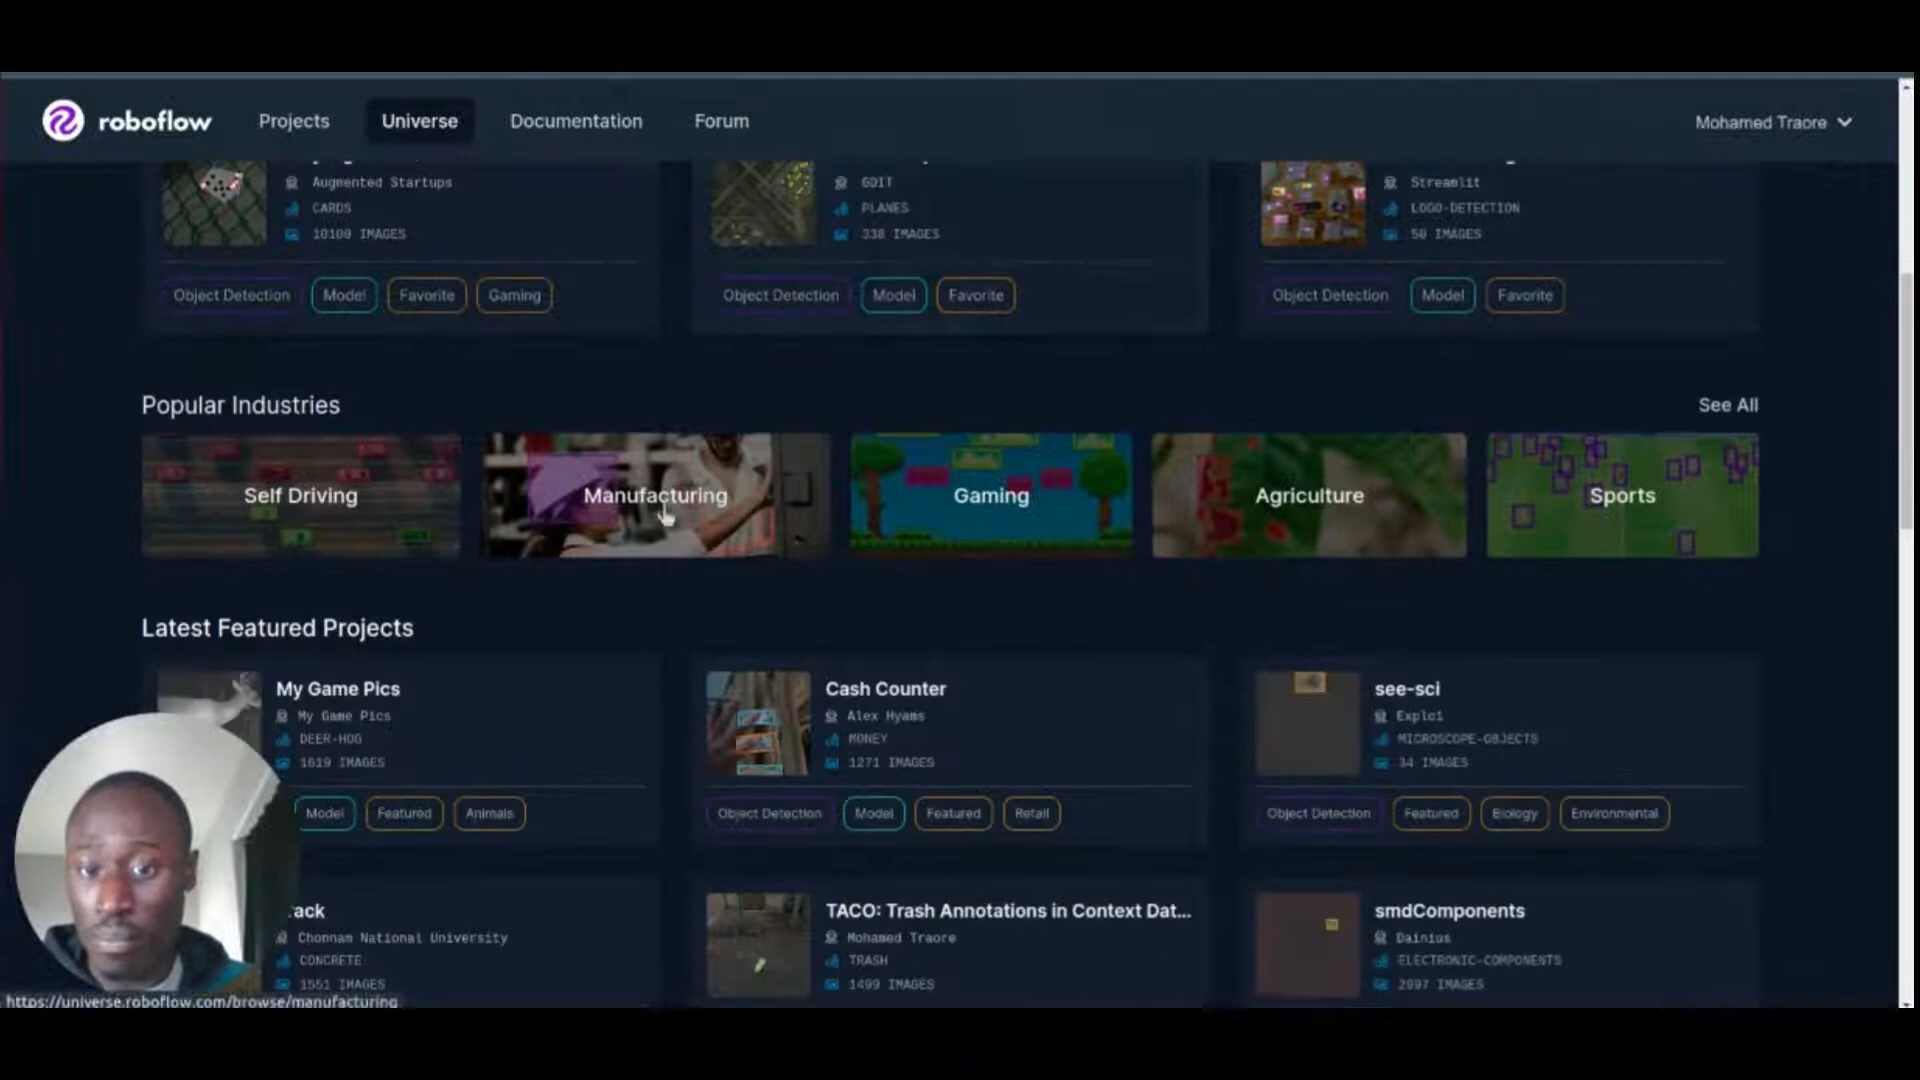 roboflow Projects Universe Documentation Forum Mohamed Traore
Augmented Startups
CARDS
10100 IMAGES
Object Detection Model Favorite Gaming
GDIT
PLANES
338 IMAGES
Object Detection Model Favorite
Streamlit
LOGO-DETECTION
50 IMAGES
Object Detection Model Favorite
Popular Industries See All
Self Driving Manufacturing Gaming Agriculture Sports
Latest Featured Projects
My Game Pics
My Game Pics
DEER-HOG
1619 IMAGES
Model Featured Animals
Cash Counter
Alex Hyams
MONEY
1271 IMAGES
Object Detection Model Featured Retail
see-sci
Explo1
MICROSCOPE-OBJECTS
34 IMAGES
Object Detection Featured Biology Environmental
ack
Chonnam National University
CONCRETE
1551 IMAGES
TACO: Trash Annotations in Context Dat...
Mohamed Traore
TRASH
1499 IMAGES
smdComponents
Dainius
ELECTRONIC-COMPONENTS
2097 IMAGES
https://universe.roboflow.com/browse/manufacturing